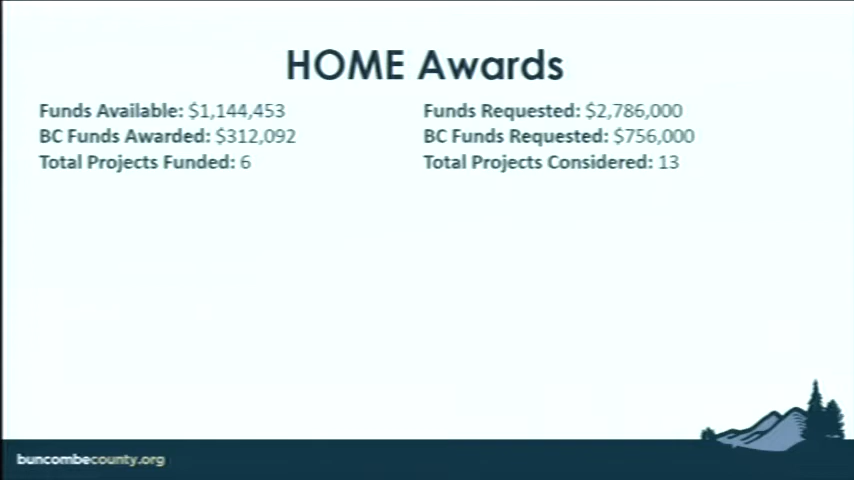 HOME Awards
Funds Available: $1,144,453
BC Funds Awarded: $312,092
Total Projects Funded: 6
Funds Requested: $2,786,000
BC Funds Requested: $756,000
Total Projects Considered: 13
buncombecounty.org